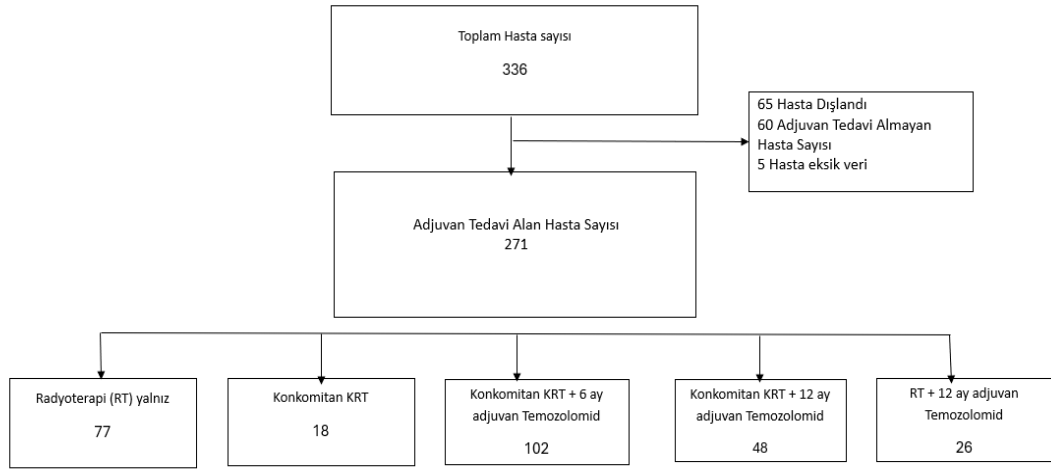 Toplam Hasta sayısı
336
65 Hasta Dışlandı
60 Adjuvan Tedavi Almayan
Hasta Sayısı
5 Hasta eksik veri
Adjuvan Tedavi Alan Hasta Sayısı
271
Radyoterapi (RT) yalnız
77
Konkomitan KRT
18
Konkomitan KRT + 6 ay
adjuvan Temozolomid
102
Konkomitan KRT + 12 ay
adjuvan Temozolomid
48
RT + 12 ay adjuvan
Temozolomid
26